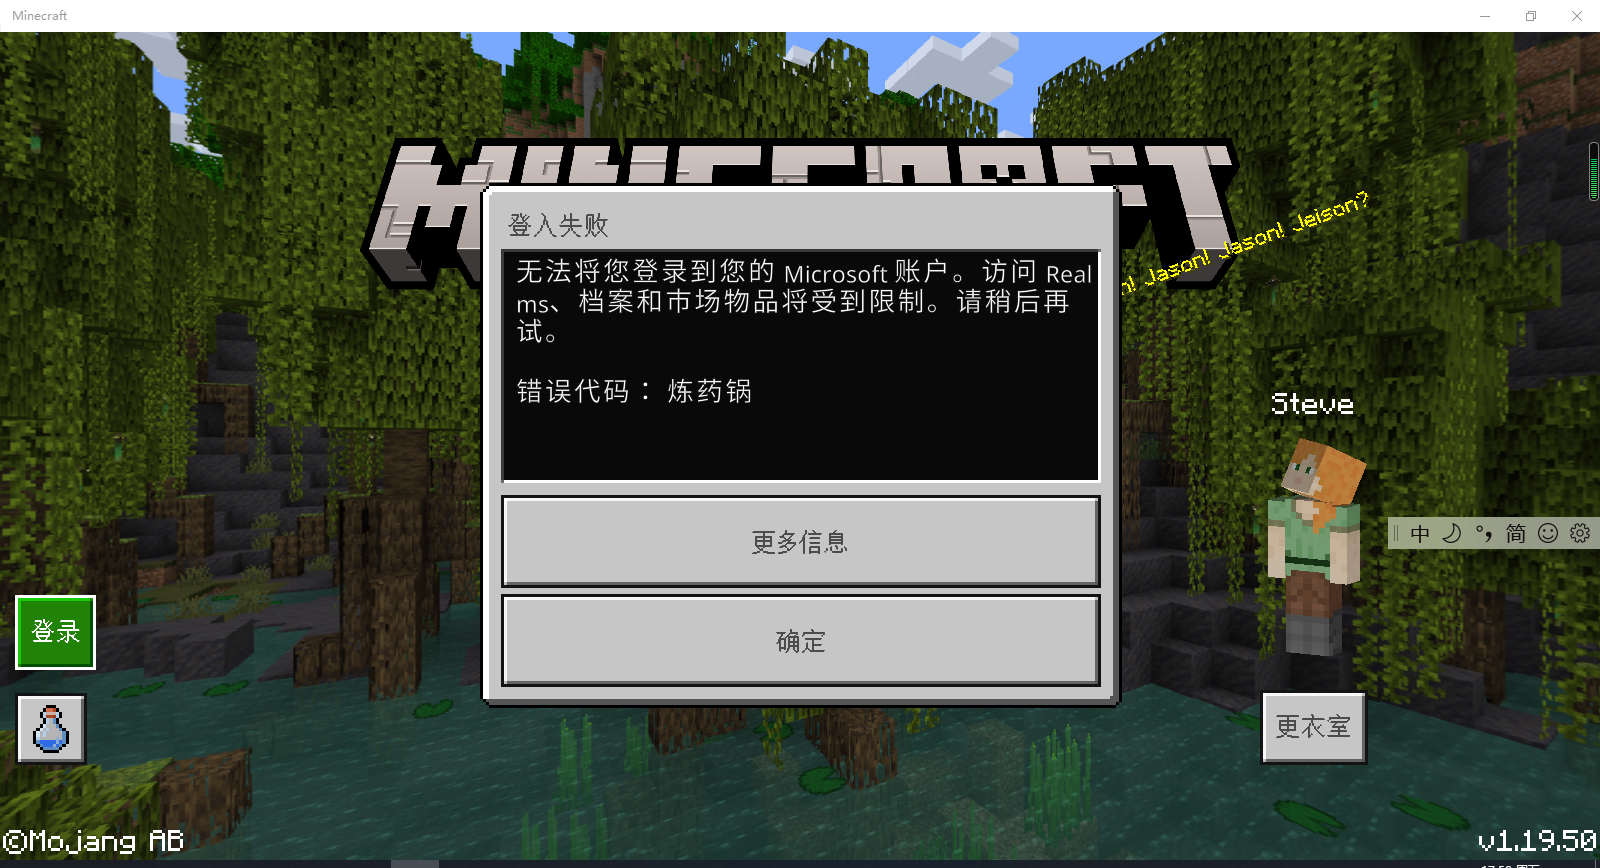 Minecraft
登入失败
无法将您登录到您的 Microsoft 账户。访问 Real
ms、档案和市场物品将受到限制。请稍后再
试。
错误代码：炼药锅
n! Jason! Jason! Jeison?
更多信息
确定
Steve
中 简
登录
更衣室
©Mojang AB
v1.19.50